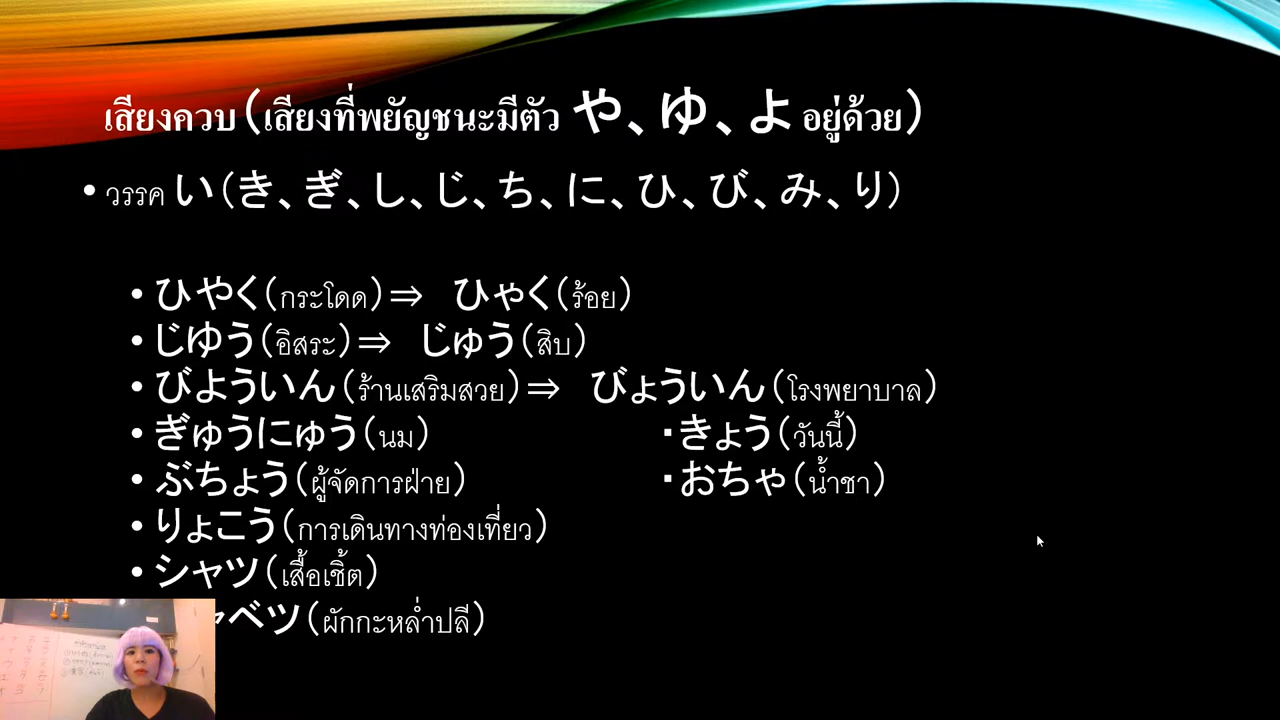 เสียงควบ(เสียงที่พยัญชนะมีตัว や、ゆ、よ อยู่ด้วย)
• วรรค い(き、ぎ、し、じ、ち、に、ひ、び、み、り)
• ひやく(กระโดด)⇒ ひゃく(ร้อย)
• じゆう(อิสระ)⇒ じゅう(สิบ)
• びよういん(ร้านเสริมสวย)⇒ びょういん(โรงพยาบาล)
• ぎゅうにゅう(นม) ・きょう(วันนี้)
• ぶちょう(ผู้จัดการฝ่าย) ・おちゃ(น้ำชา)
• りょこう(การเดินทางท่องเที่ยว)
• シャツ(เสื้อเชิ้ต)
ャベツ(ผักกะหล่ำปลี)